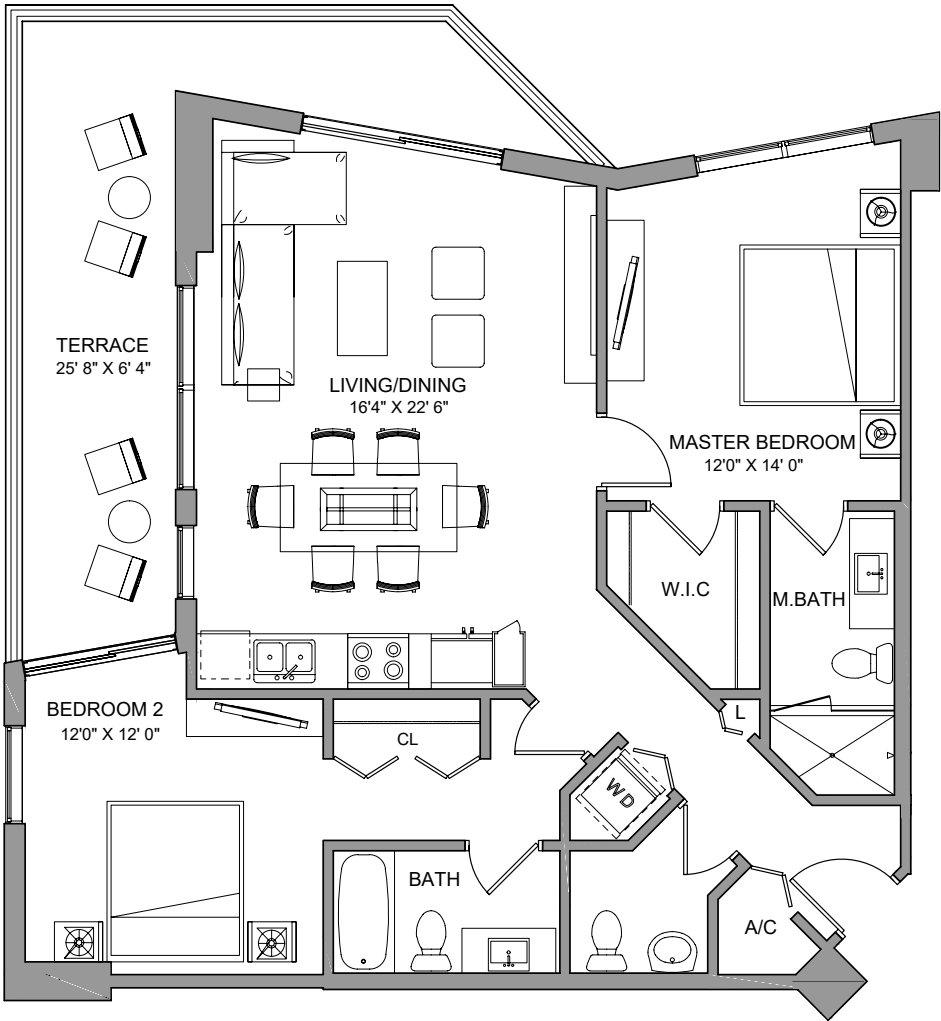 TERRACE
25' 8" X 6' 4"
LIVING/DINING
16'4" X 22' 6"
MASTER BEDROOM
12'0" X 14' 0"
W.I.C
M.BATH
BEDROOM 2
12'0" X 12' 0"
L
CL
WD
BATH
A/C